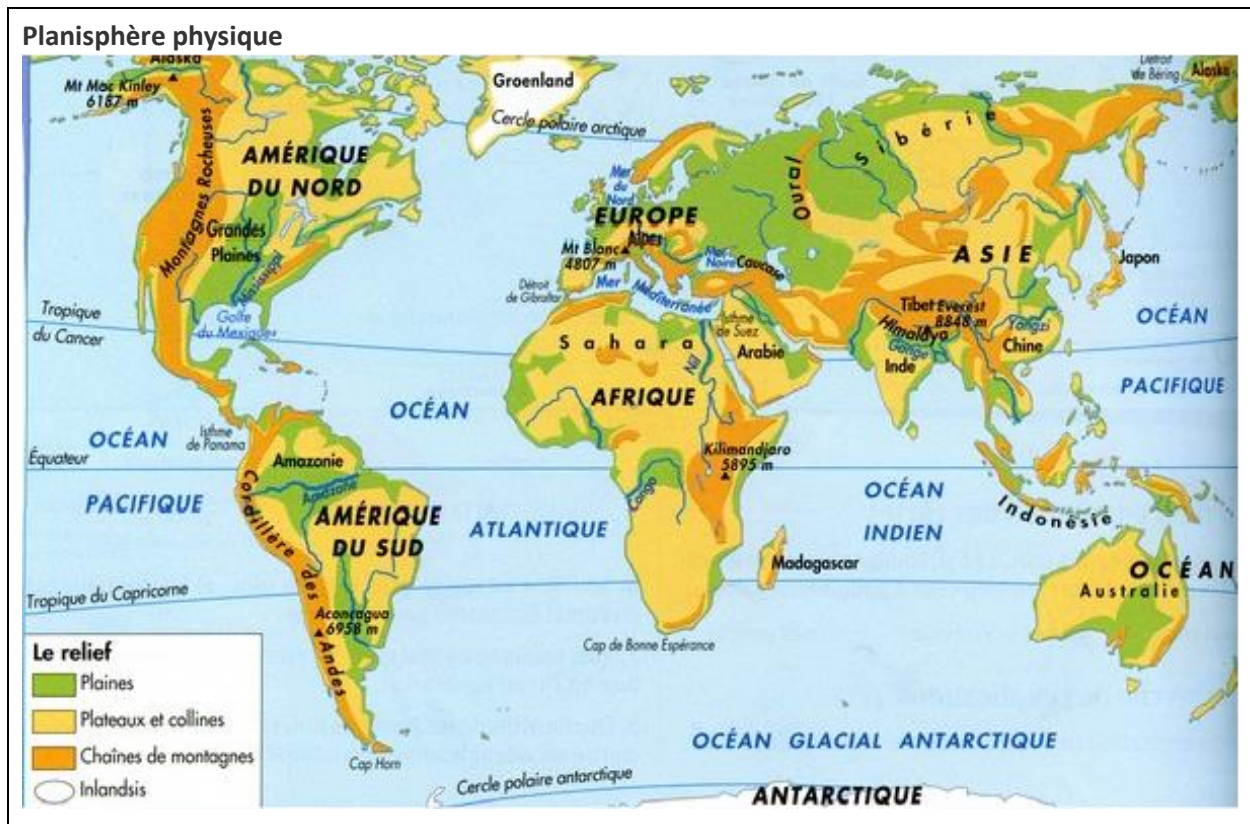 Planisphère physique
Alaska
Mt Mac Kinley
6187 m
Montagnes Rocheuses
AMÉRIQUE
DU NORD
Grandes
Plaines
Mississippi
Golfe
du Mexique
Tropique
du Cancer
Groenland
Cercle polaire arctique
Mer
du
Nord
EUROPE
Alpes
Mt Blanc
4807 m
Mer
Noire
Caucase
Détroit
de Gibraltar
Mer Méditerranée
Isthme
de Suez
Oural
Sibérie
Détroit
de Béring
Alaska
ASIE
Japon
Tibet
Everest
8848 m
Himalaya
Gange
Yangzi
Chine
Inde
Arabie
Sahara
Nil
AFRIQUE
OCÉAN
PACIFIQUE
OCÉAN
ATLANTIQUE
OCÉAN
PACIFIQUE
Isthme
de Panama
Équateur
Amazonie
Amazone
Cordillère des Andes
AMÉRIQUE
DU SUD
Kilimandjaro
5895 m
Congo
OCÉAN
INDIEN
Indonésie
Madagascar
OCÉAN
Australie
Tropique du Capricorne
Aconcagua
6958 m
Cap de Bonne Espérance
Cap Horn
OCÉAN GLACIAL ANTARCTIQUE
Cercle polaire antarctique
ANTARCTIQUE
Le relief
Plaines
Plateaux et collines
Chaînes de montagnes
Inlandsis